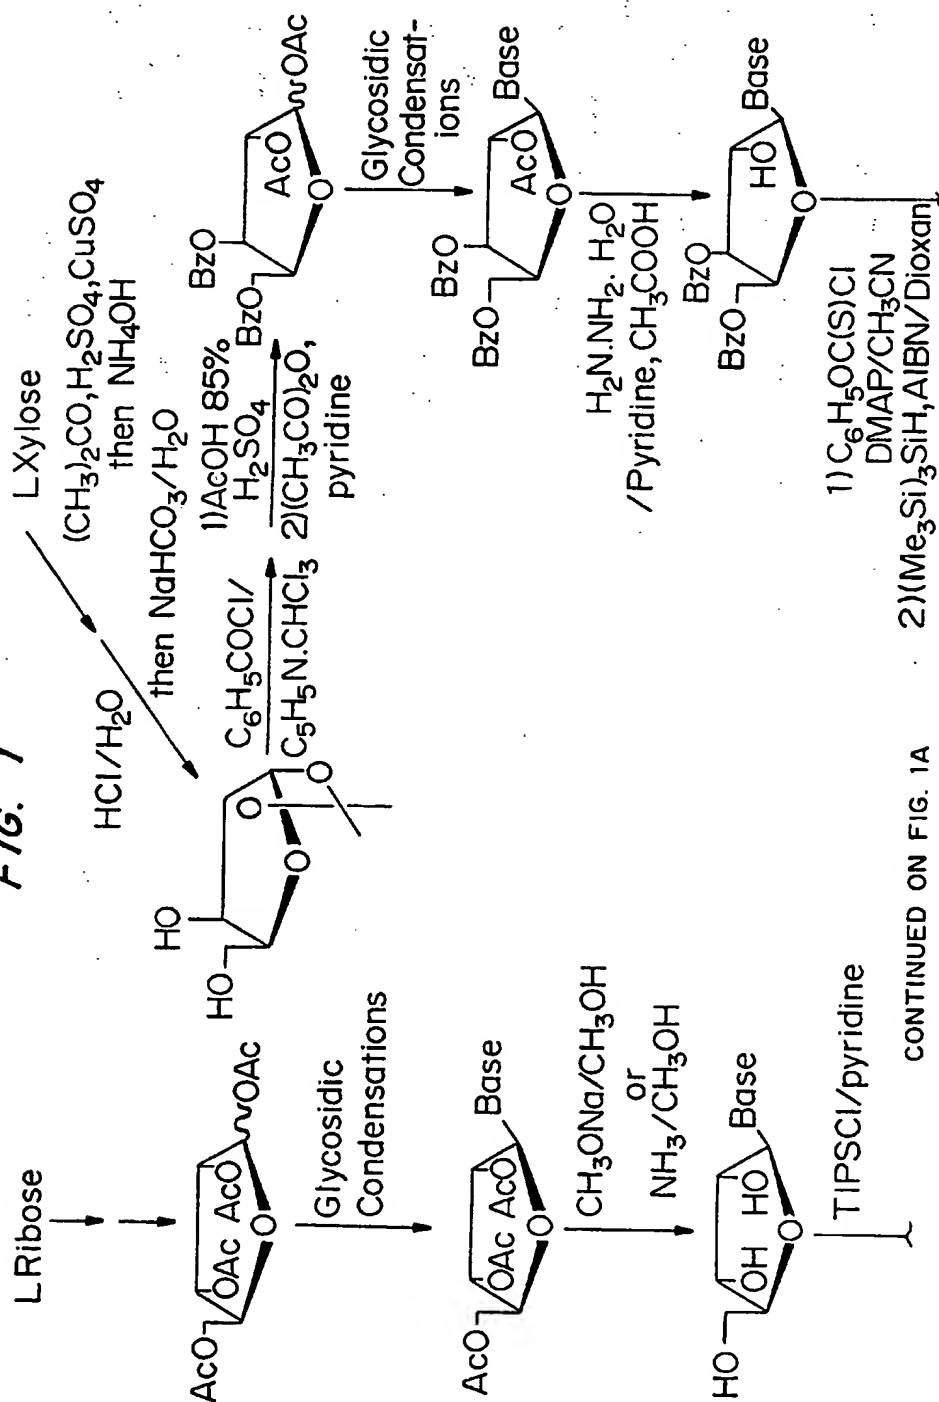 FIG. 1
LRibose
AcO
OAc AcO
O
OAc
Glycosidic
Condensations
AcO
OAc AcO
O
Base
CH3ONa/CH3OH
or
NH3/CH3OH
HO
OH HO
O
Base
TIPSCl/pyridine
LXylose
(CH3)2CO,H2SO4,CuSO4
then NH4OH
HCl/H2O
then NaHCO3/H2O
HO
HO
O
O
O
C6H5COCl/
C5H5N.CHCl3
1)AcOH 85%
H2SO4
2)(CH3CO)2O,
pyridine
BzO
BzO
AcO
O
OAc
Glycosidic
Condensat-
ions
BzO
BzO
AcO
O
Base
H2N.NH2. H2O
/Pyridine, CH3COOH
BzO
BzO
HO
O
Base
1) C6H5OC(S)Cl
DMAP/CH3CN
2)(Me3Si)3SiH,AIBN/Dioxan
CONTINUED ON FIG. 1A